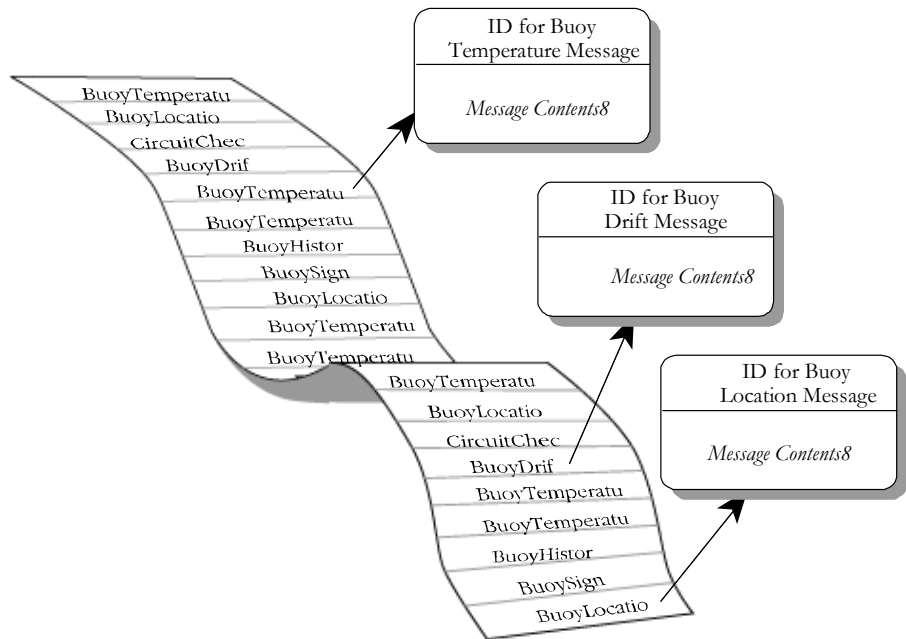 ID for Buoy
Temperature Message
Message Contents8
BuoyTemperatu
BuoyLocatio
CircuitChec
BuoyDrif
BuoyTemperatu
BuoyTemperatu
BuoyHistor
BuoySign
BuoyLocatio
BuoyTemperatu
BuoyTemperatu
ID for Buoy
Drift Message
Message Contents8
ID for Buoy
Location Message
Message Contents8
BuoyTemperatu
BuoyLocatio
CircuitChec
BuoyDrif
BuoyTemperatu
BuoyTemperatu
BuoyHistor
BuoySign
BuoyLocatio